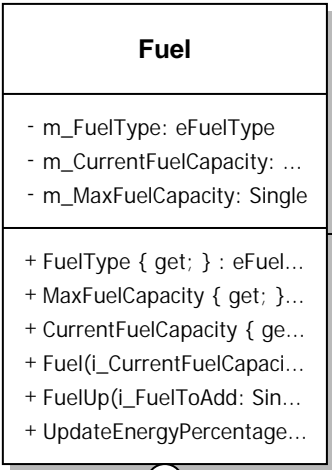 Fuel
- m_FuelType: eFuelType
- m_CurrentFuelCapacity: ...
- m_MaxFuelCapacity: Single
+ FuelType { get; } : eFuel...
+ MaxFuelCapacity { get; }...
+ CurrentFuelCapacity { ge...
+ Fuel(i_CurrentFuelCapaci...
+ FuelUp(i_FuelToAdd: Sin...
+ UpdateEnergyPercentage...